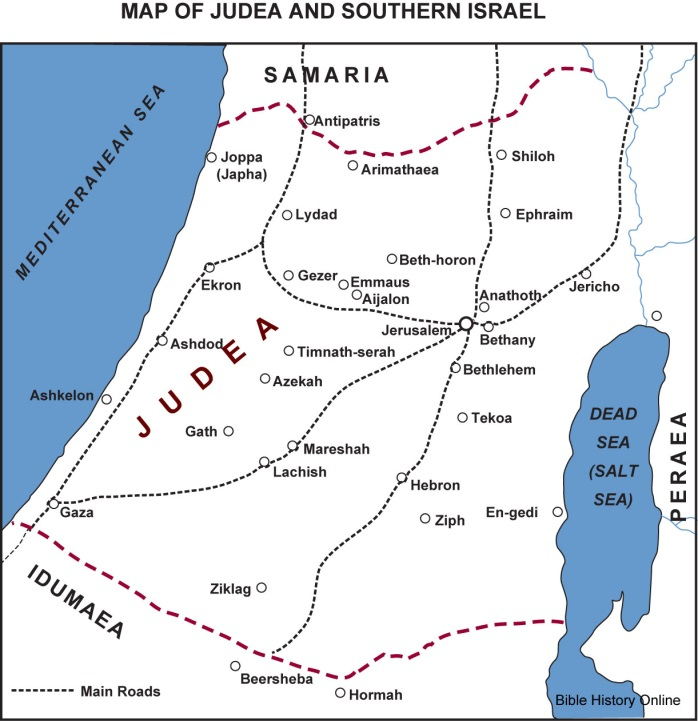 MAP OF JUDEA AND SOUTHERN ISRAEL
SAMARIA
MEDITERRANEAN SEA
Antipatris
Joppa
(Japha)
Arimathaea
Shiloh
Lydad
Ephraim
Beth-horon
Ekron
Gezer
Emmaus
Aijalon
Jericho
Anathoth
Jerusalem
Bethany
JUDEA
Ashdod
Timnath-serah
Bethlehem
Azekah
Ashkelon
Gath
Tekoa
DEAD
SEA
(SALT
SEA)
PERAEA
Mareshah
Lachish
Hebron
Gaza
Ziph
En-gedi
IDUMAEA
Ziklag
Beersheba
Hormah
Main Roads
Bible History Online